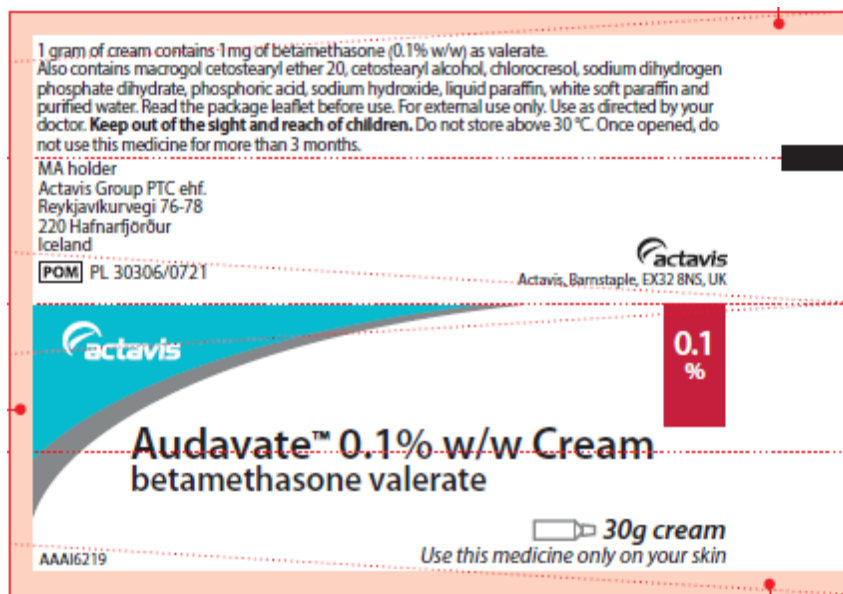 1 gram of cream contains 1mg of betamethasone (0.1% w/w) as valerate.
Also contains macrogol cetostearyl ether 20, cetostearyl alcohol, chlorocresol, sodium dihydrogen
phosphate dihydrate, phosphoric acid, sodium hydroxide, liquid paraffin, white soft paraffin and
purified water. Read the package leaflet before use. For external use only. Use as directed by your
doctor. Keep out of the sight and reach of children. Do not store above 30 °C. Once opened, do
not use this medicine for more than 3 months.
MA holder
Actavis Group PTC ehf.
Reykjavíkurvegi 76-78
220 Hafnarfjörður
Iceland
POM PL 30306/0721
actavis
Actavis, Barnstaple, EX32 8NS, UK
actavis
0.1
%
Audavate™ 0.1% w/w Cream
betamethasone valerate
30g cream
Use this medicine only on your skin
AAAI6219